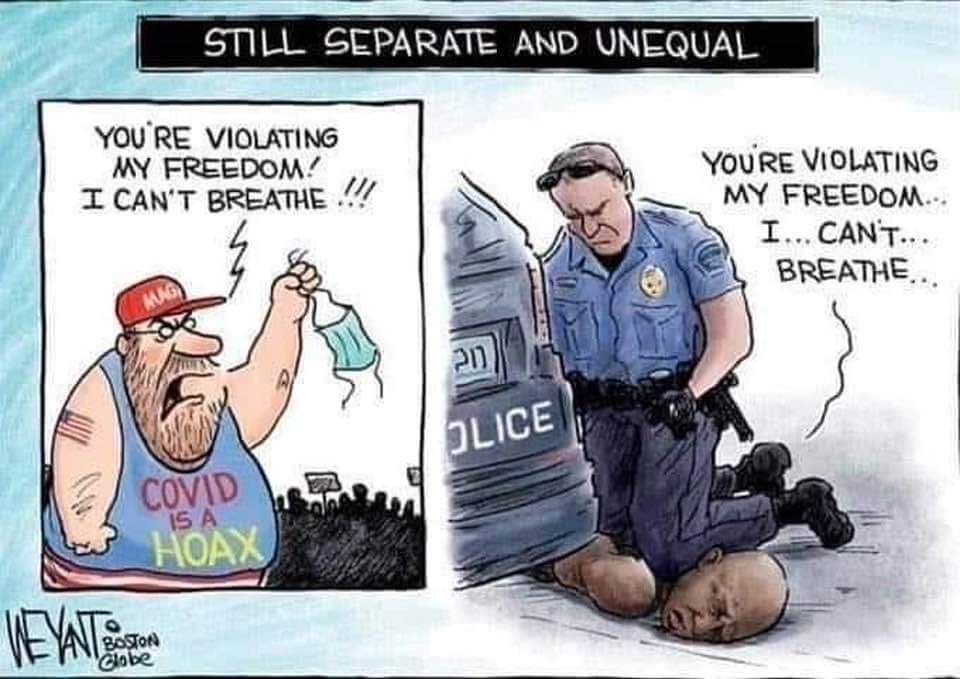 STILL SEPARATE AND UNEQUAL
YOU'RE VIOLATING
MY FREEDOM!
I CAN'T BREATHE !!!
MAGA
COVID
IS A
HOAX
YOU'RE VIOLATING
MY FREEDOM...
I... CAN'T...
BREATHE...
OLICE
WEYANT
BOSTON
Globe